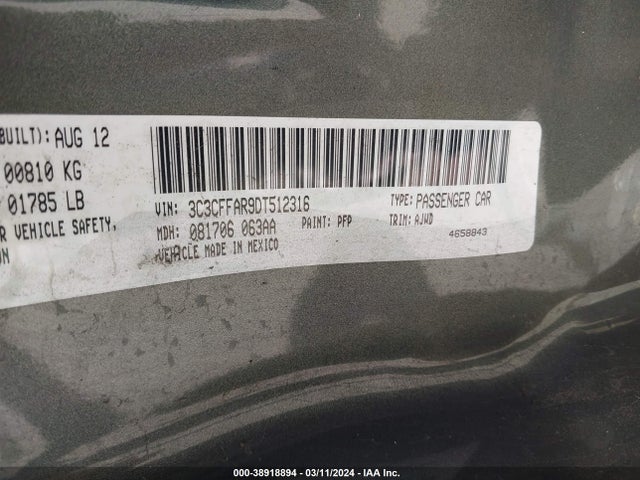 BUILT): AUG 12
00810 KG
01785 LB
R VEHICLE SAFETY,
ON
VIN: 3C3CFFAR9DT512316
TYPE: PASSENGER CAR
MDH: 081706 063AA
PAINT: PFP
TRIM: AJWD
VEHICLE MADE IN MEXICO
4658843
000-38918894 - 03/11/2024 - IAA Inc.